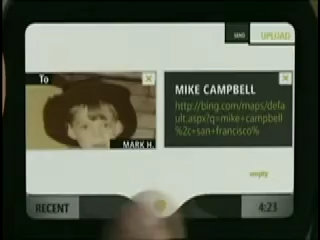 SEND
UPLOAD
To
MARK H.
MIKE CAMPBELL
http://bing.com/maps/defa
ult.aspx?q=mike+campbell
%2c+san+francisco%
empty
RECENT
4:23